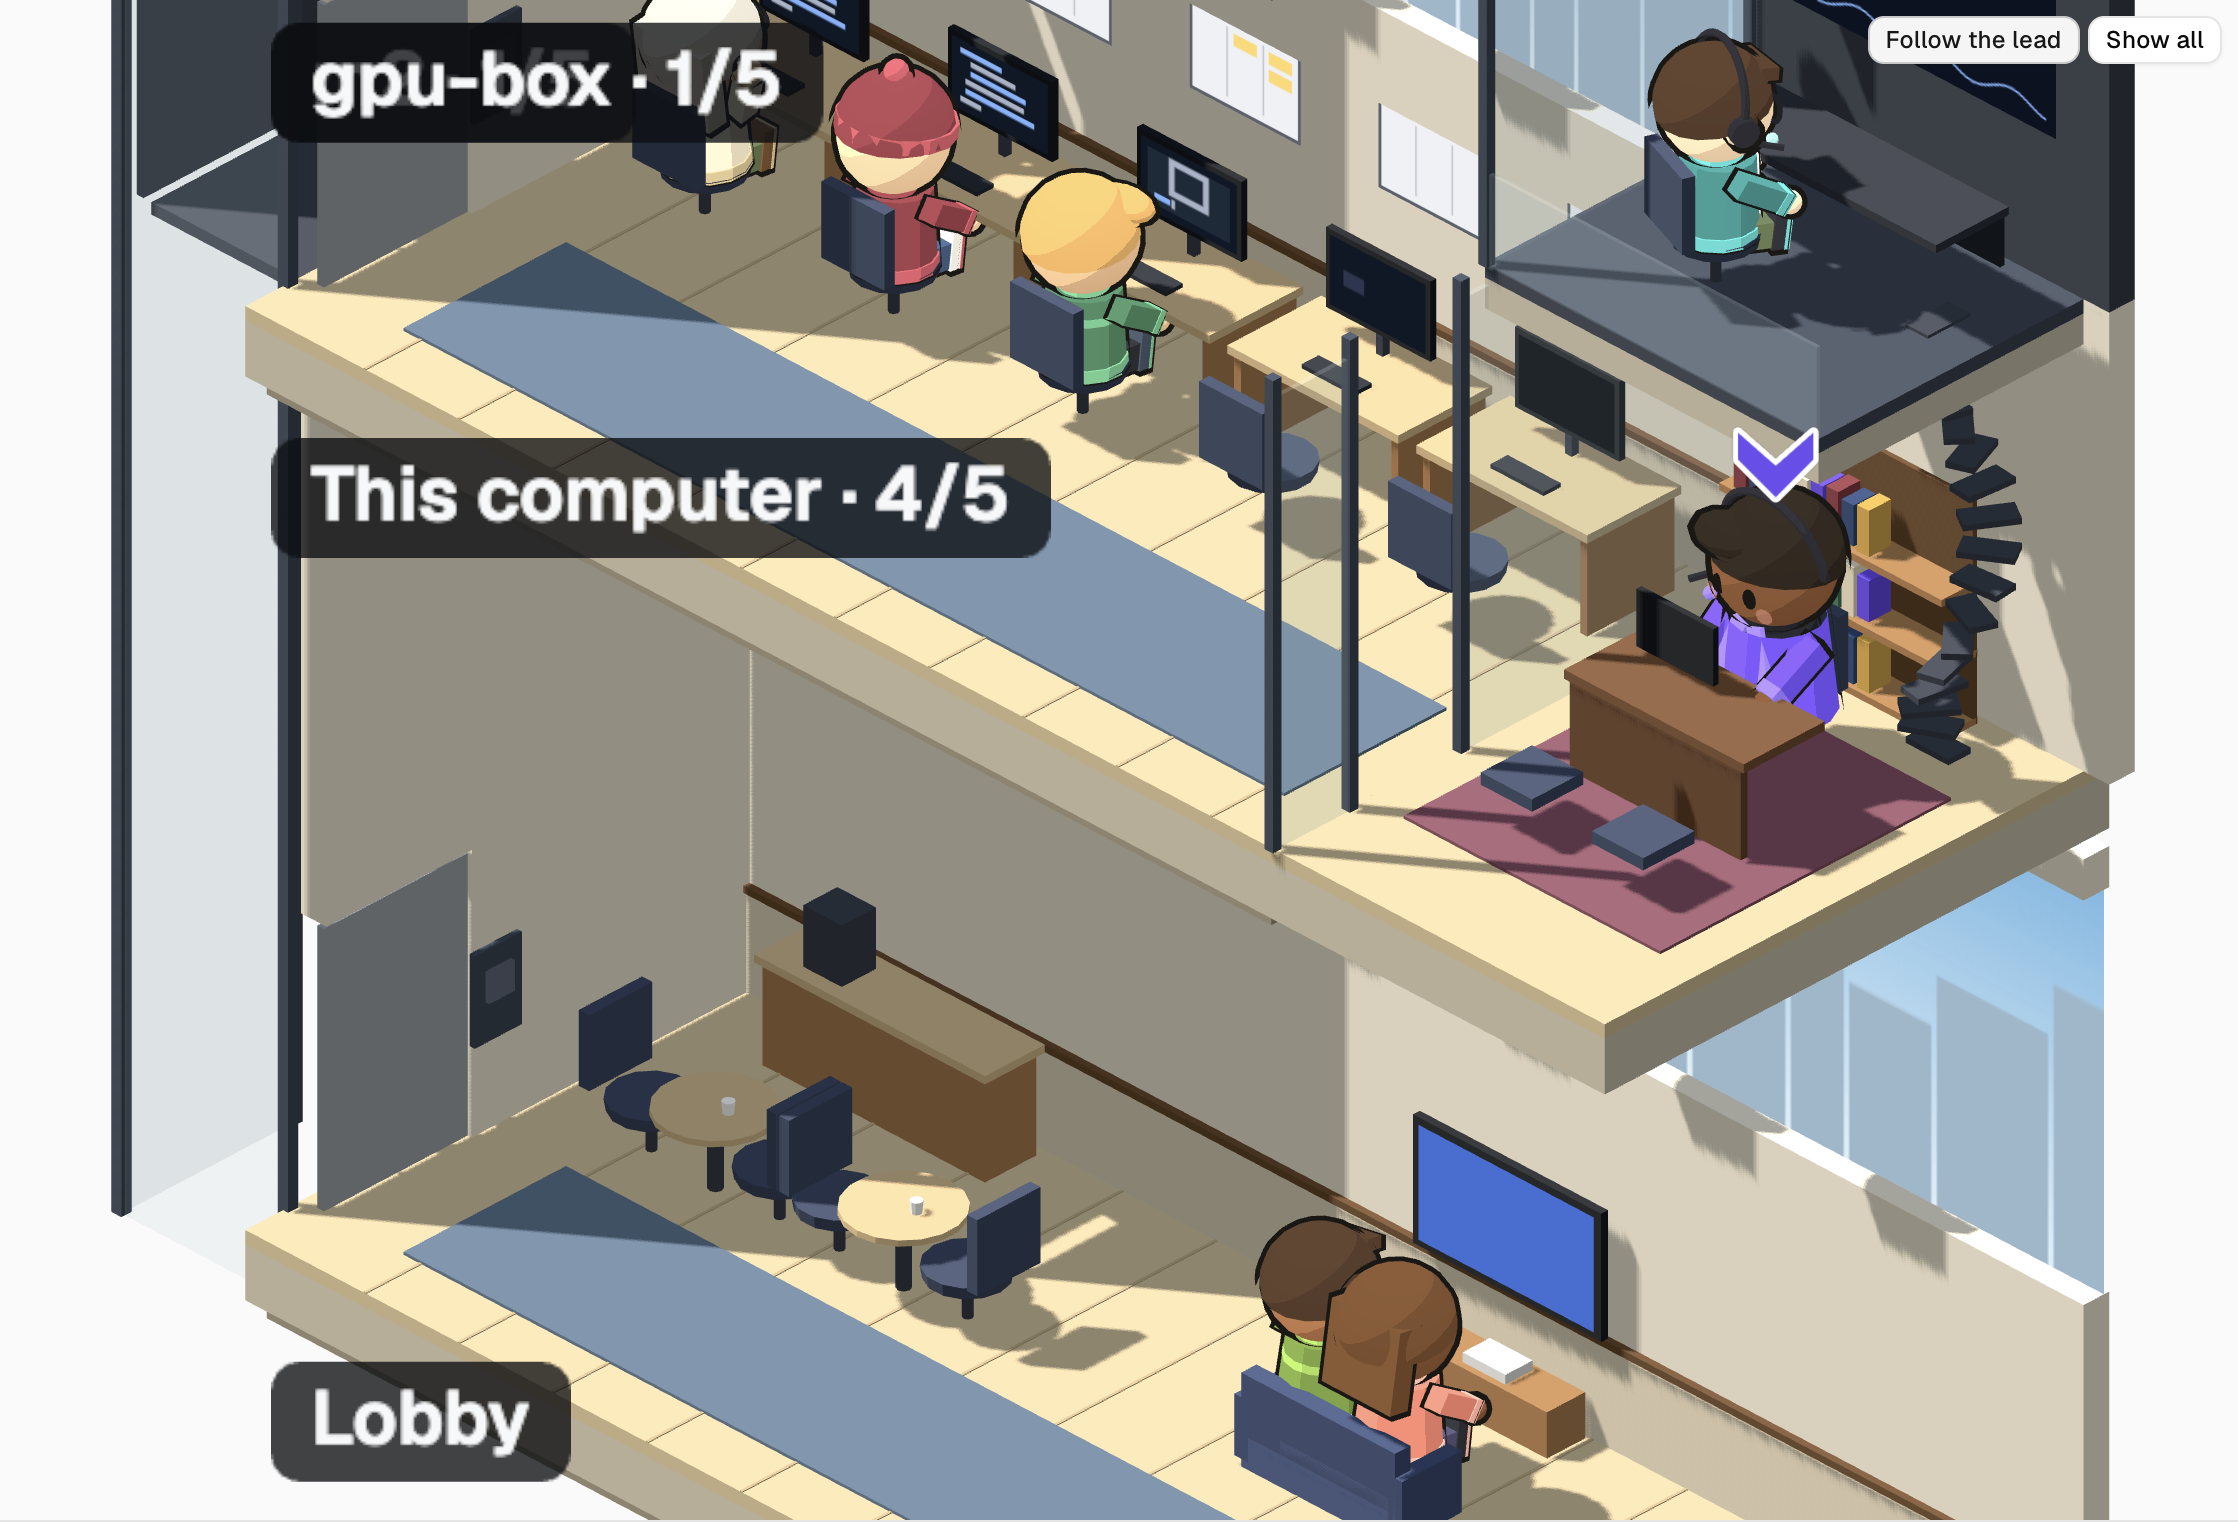 Follow the lead
Show all
gpu-box · 1/5
This computer · 4/5
Lobby